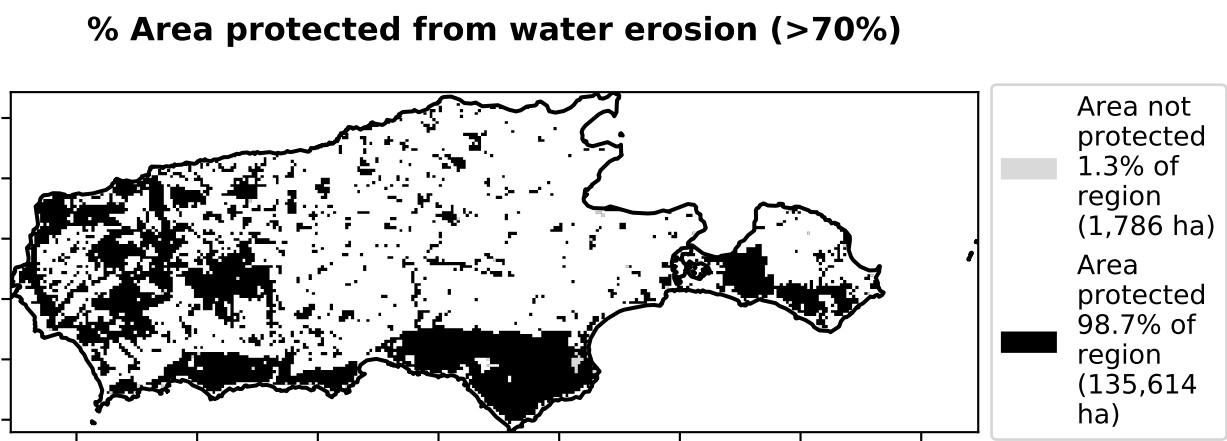 % Area protected from water erosion (>70%)
Area not
protected
1.3% of
region
(1,786 ha)
Area
protected
98.7% of
region
(135,614
ha)